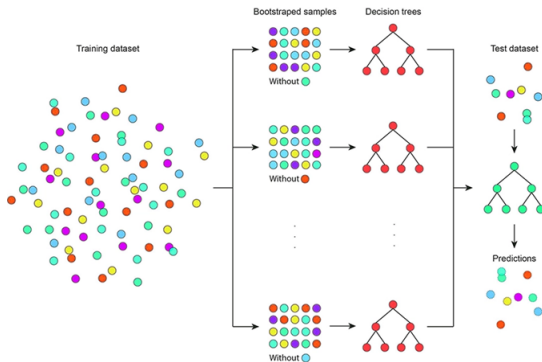 Bootstraped samples
Decision trees
Training dataset
Test dataset
Without
Without
Predictions
Without